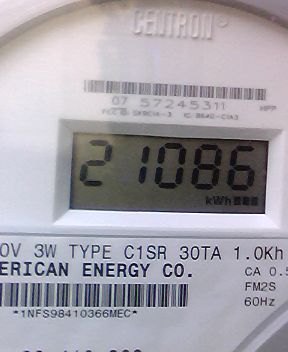 CENTRON
07 57245311 HPP
21086
kWh
0V 3W TYPE C1SR 30TA 1.0Kh
ERICAN ENERGY CO. CA 0.5
FM2S
60Hz
*1NFS98410366MEC*